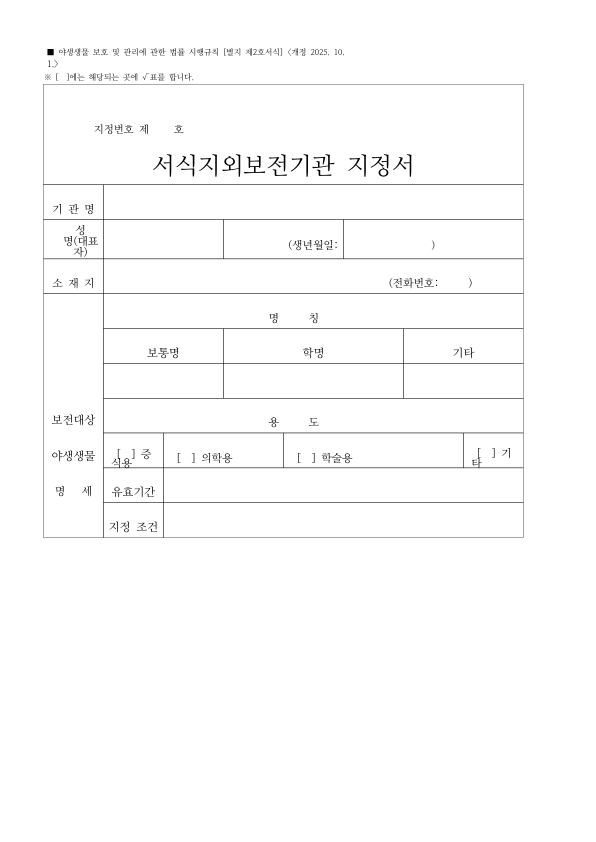 ■ 야생생물 보호 및 관리에 관한 법률 시행규칙 [별지 제2호서식] 〈개정 2025. 10.
1.〉
※ [ ]에는 해당되는 곳에 √표를 합니다.
지정번호 제 호
서식지외보전기관 지정서
기 관 명
성
명(대표
자)
(생년월일: )
소 재 지
(전화번호: )
보전대상
야생생물
명 세
명 칭
보통명 학명 기타
용 도
[ ] 증
식용
[ ] 의학용
[ ] 학술용
[ ] 기
타
유효기간
지정 조건